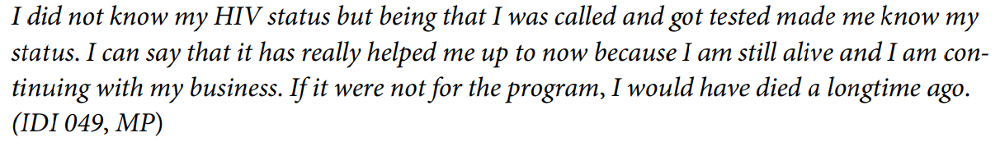 I did not know my HIV status but being that I was called and got tested made me know my
status. I can say that it has really helped me up to now because I am still alive and I am con-
tinuing with my business. If it were not for the program, I would have died a longtime ago.
(IDI 049, MP)